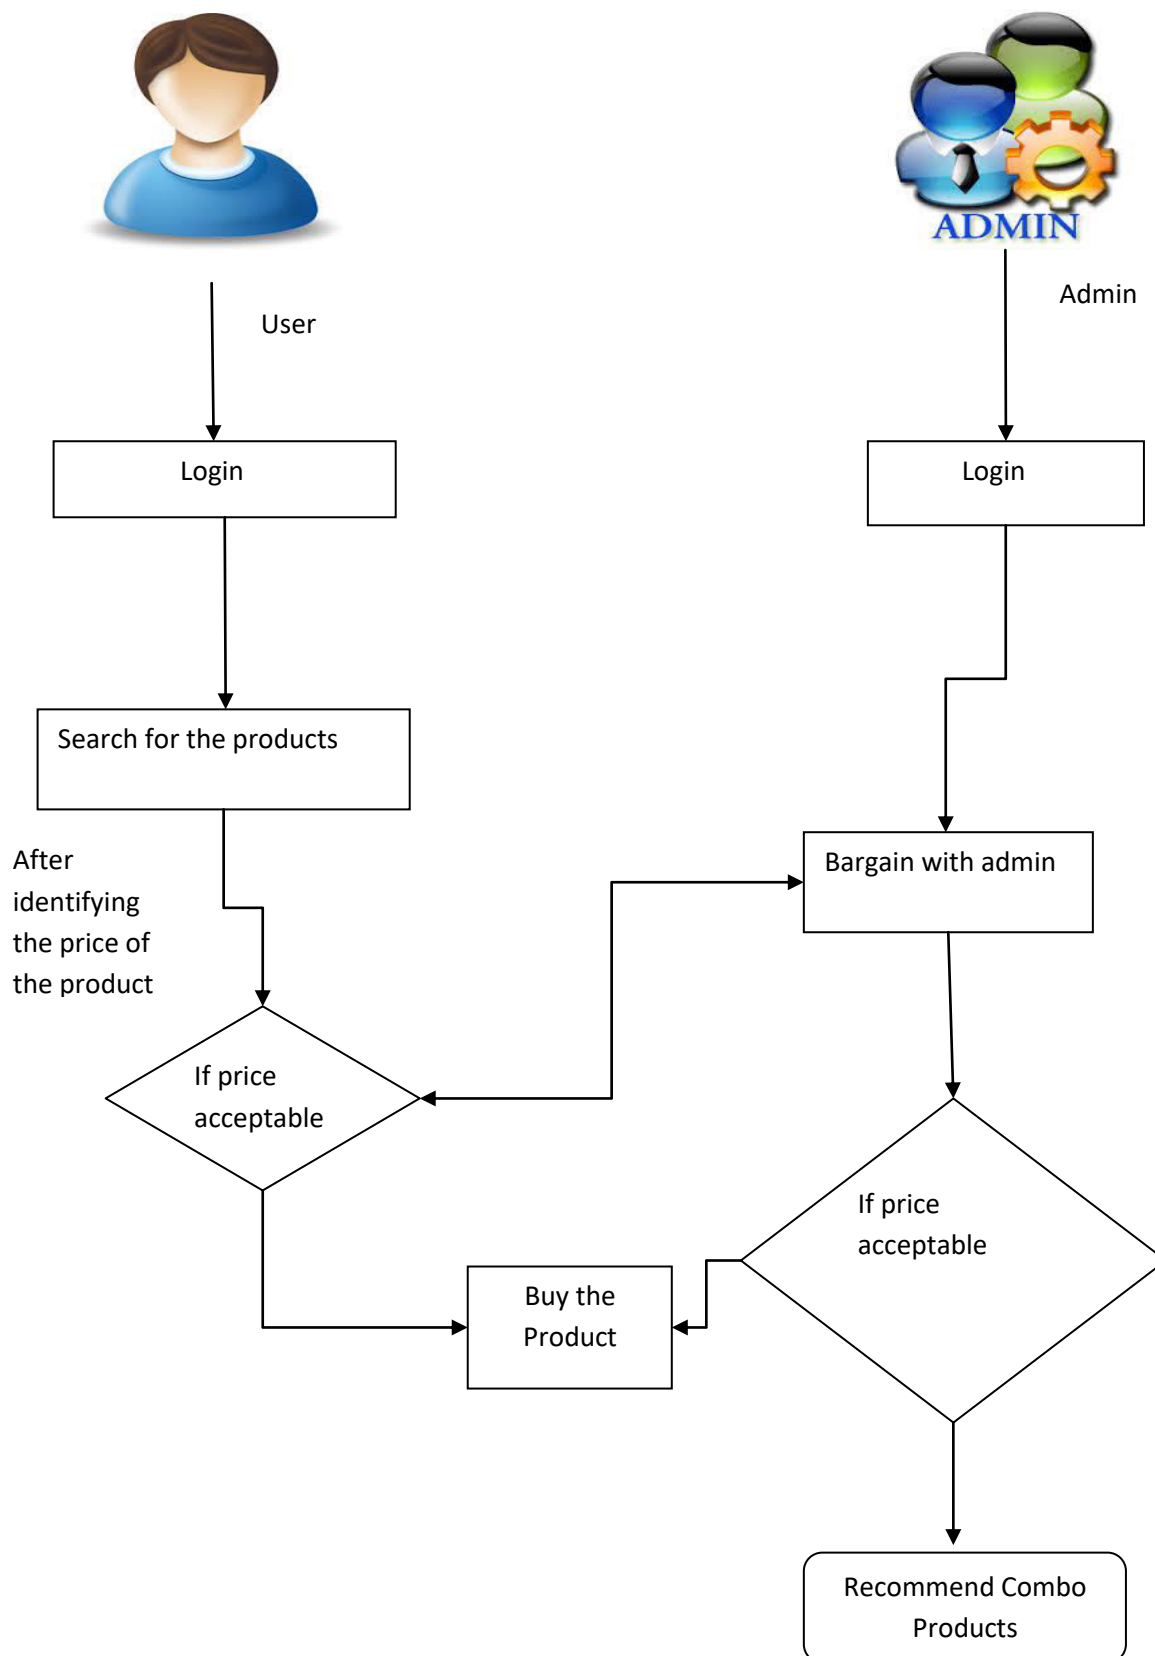 ADMIN
User
Admin
Login
Login
Search for the products
After
identifying
the price of
the product
Bargain with admin
If price
acceptable
If price
acceptable
Buy the
Product
Recommend Combo
Products